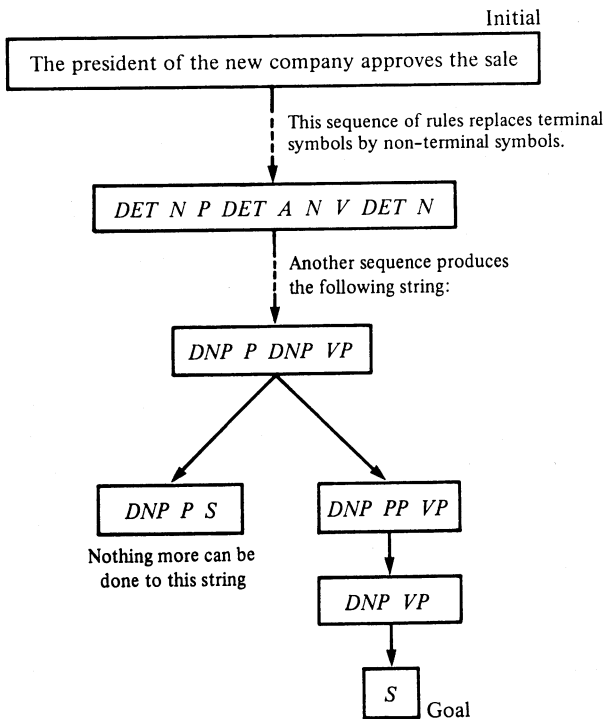 Initial
The president of the new company approves the sale
This sequence of rules replaces terminal
symbols by non-terminal symbols.
DET N P DET A N V DET N
Another sequence produces
the following string:
DNP P DNP VP
DNP P S
DNP PP VP
Nothing more can be
done to this string
DNP VP
S
Goal